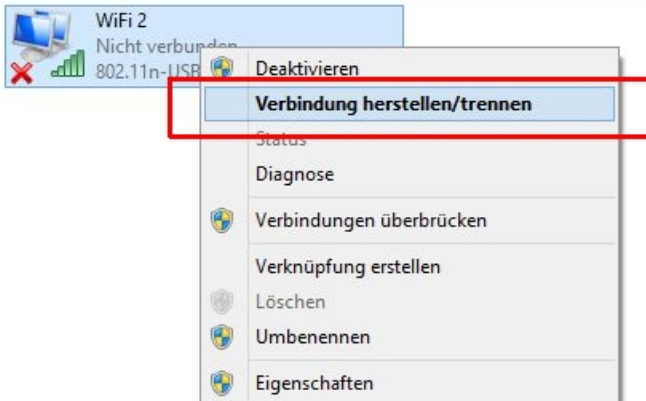 WiFi 2
Nicht verbunden
802.11n-USB
Deaktivieren
Verbindung herstellen/trennen
Status
Diagnose
Verbindungen überbrücken
Verknüpfung erstellen
Löschen
Umbenennen
Eigenschaften